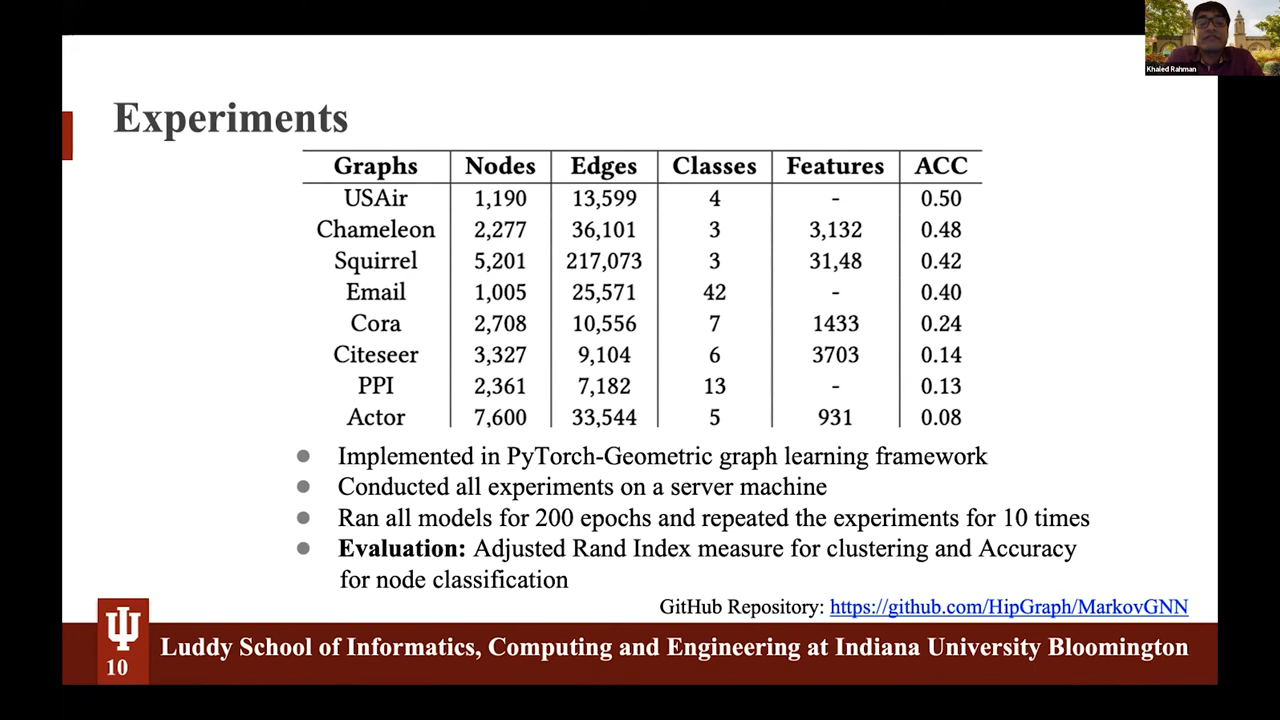 Khaled Rahman
Experiments
Graphs Nodes Edges Classes Features ACC
USAir 1,190 13,599 4 - 0.50
Chameleon 2,277 36,101 3 3,132 0.48
Squirrel 5,201 217,073 3 31,48 0.42
Email 1,005 25,571 42 - 0.40
Cora 2,708 10,556 7 1433 0.24
Citeseer 3,327 9,104 6 3703 0.14
PPI 2,361 7,182 13 - 0.13
Actor 7,600 33,544 5 931 0.08
● Implemented in PyTorch-Geometric graph learning framework
● Conducted all experiments on a server machine
● Ran all models for 200 epochs and repeated the experiments for 10 times
● Evaluation: Adjusted Rand Index measure for clustering and Accuracy
for node classification
GitHub Repository: https://github.com/HipGraph/MarkovGNN
10
Luddy School of Informatics, Computing and Engineering at Indiana University Bloomington